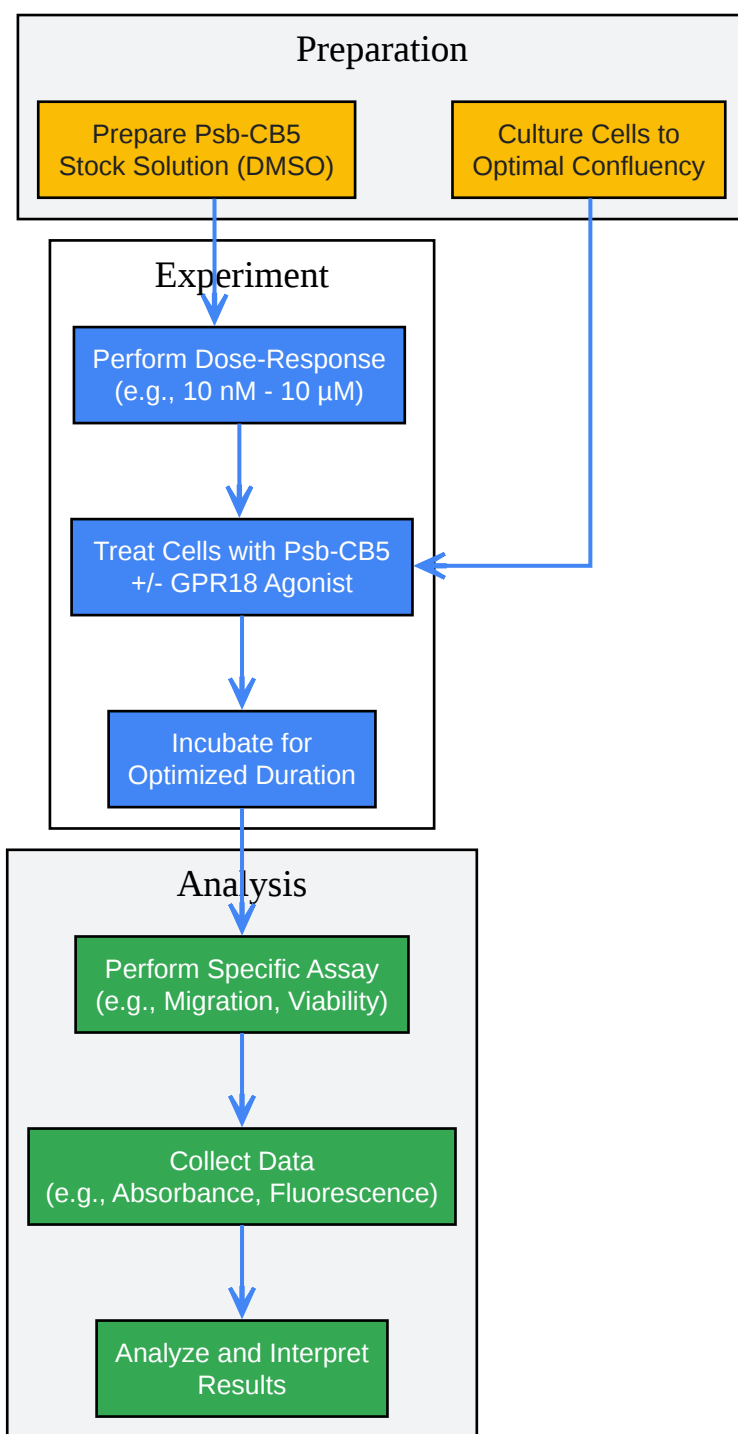 Preparation
Prepare Psb-CB5
Stock Solution (DMSO)
Culture Cells to
Optimal Confluency
Experiment
Perform Dose-Response
(e.g., 10 nM - 10 µM)
Treat Cells with Psb-CB5
+/- GPR18 Agonist
Incubate for
Optimized Duration
Analysis
Perform Specific Assay
(e.g., Migration, Viability)
Collect Data
(e.g., Absorbance, Fluorescence)
Analyze and Interpret
Results